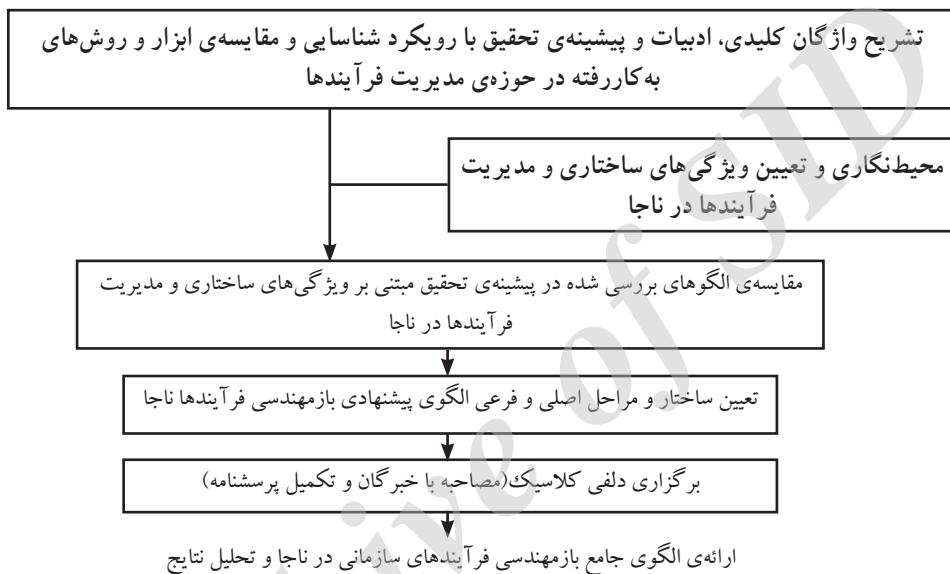 تشریح واژگان کلیدی، ادبیات و پیشینه‌ی تحقیق با رویکرد شناسایی و مقایسه‌ی ابزار و روش‌های
به‌کاررفته در حوزه‌ی مدیریت فرآیندها
محیط‌نگاری و تعیین ویژگی‌های ساختاری و مدیریت
فرآیندها در ناجا
مقایسه‌ی الگوهای بررسی شده در پیشینه‌ی تحقیق مبتنی بر ویژگی‌های ساختاری و مدیریت
فرآیندها در ناجا
تعیین ساختار و مراحل اصلی و فرعی الگوی پیشنهادی بازمهندسی فرآیندها ناجا
برگزاری دلفی کلاسیک(مصاحبه با خبرگان و تکمیل پرسشنامه)
ارائه‌ی الگوی جامع بازمهندسی فرآیندهای سازمانی در ناجا و تحلیل نتایج
ive of SID